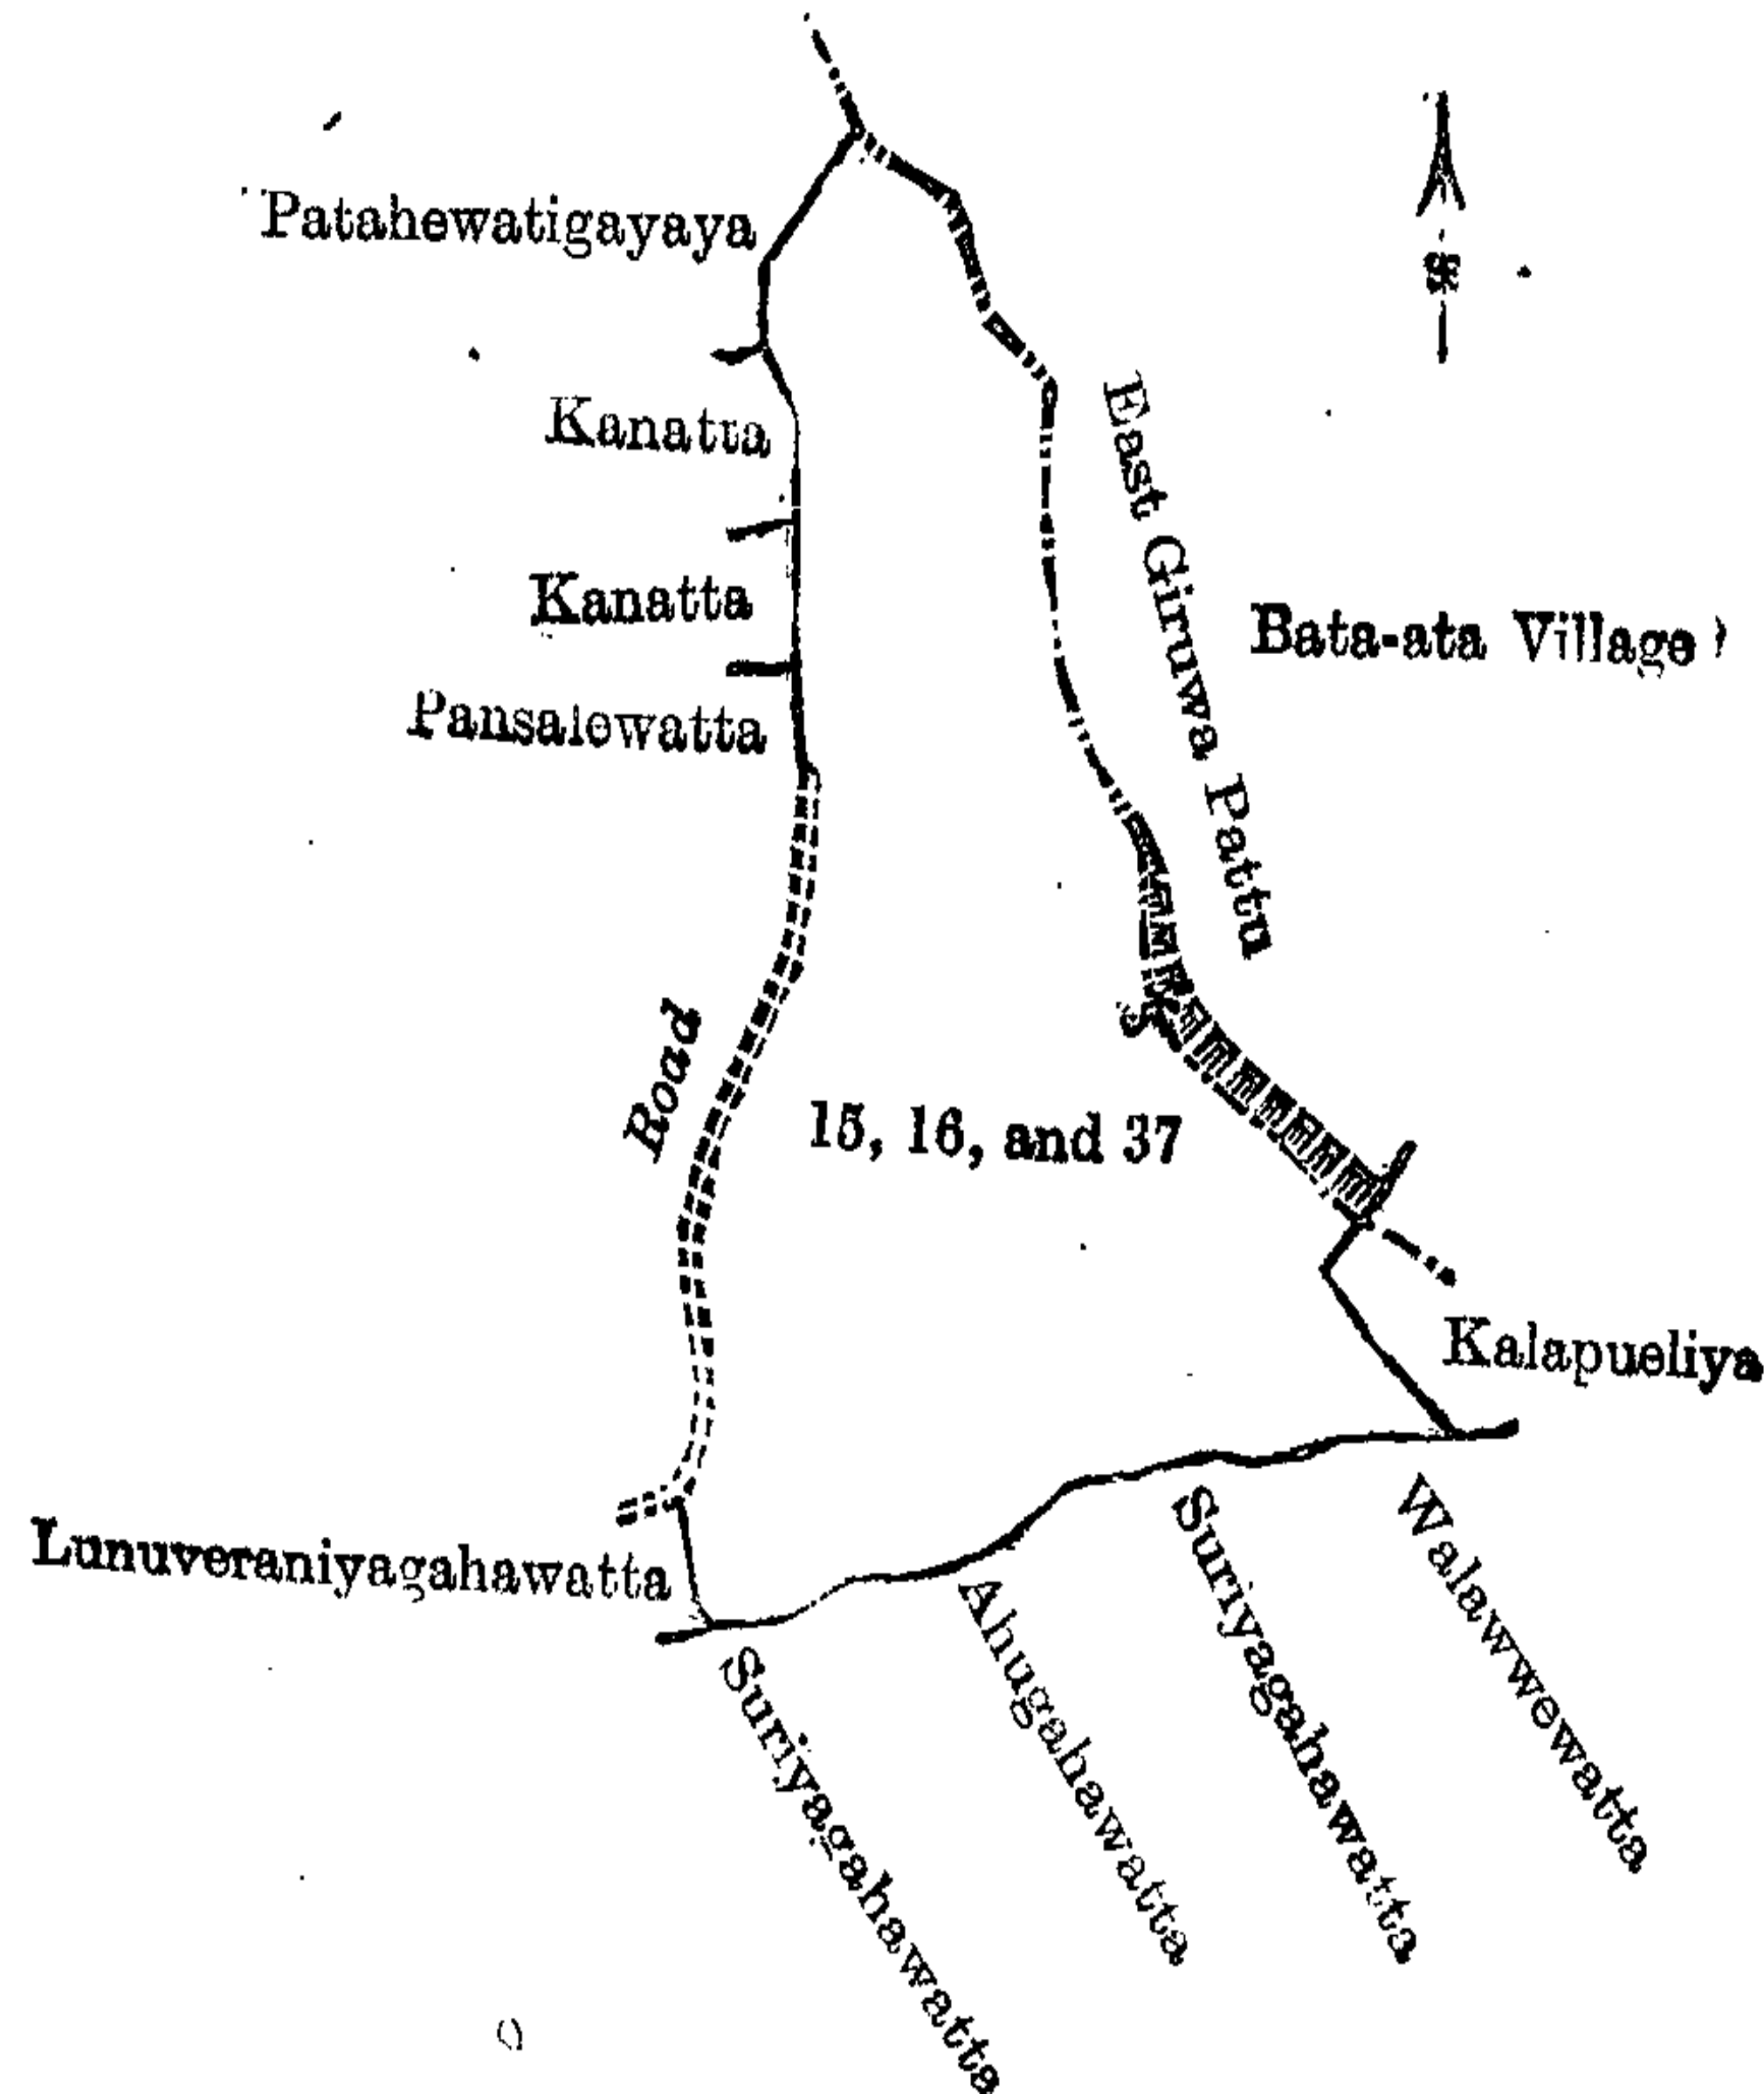 Patahewatigayaya
Kanatta
East Giruwa Pattu
Kanatta
Bata-ata Village
Pansalewatta
Road
15, 16, and 37
Kalapueliya
Lunuveraniyagahawatta
Walawwewatta
Suriyagahawatta
Ahugahawatta
Suriyagahawatta